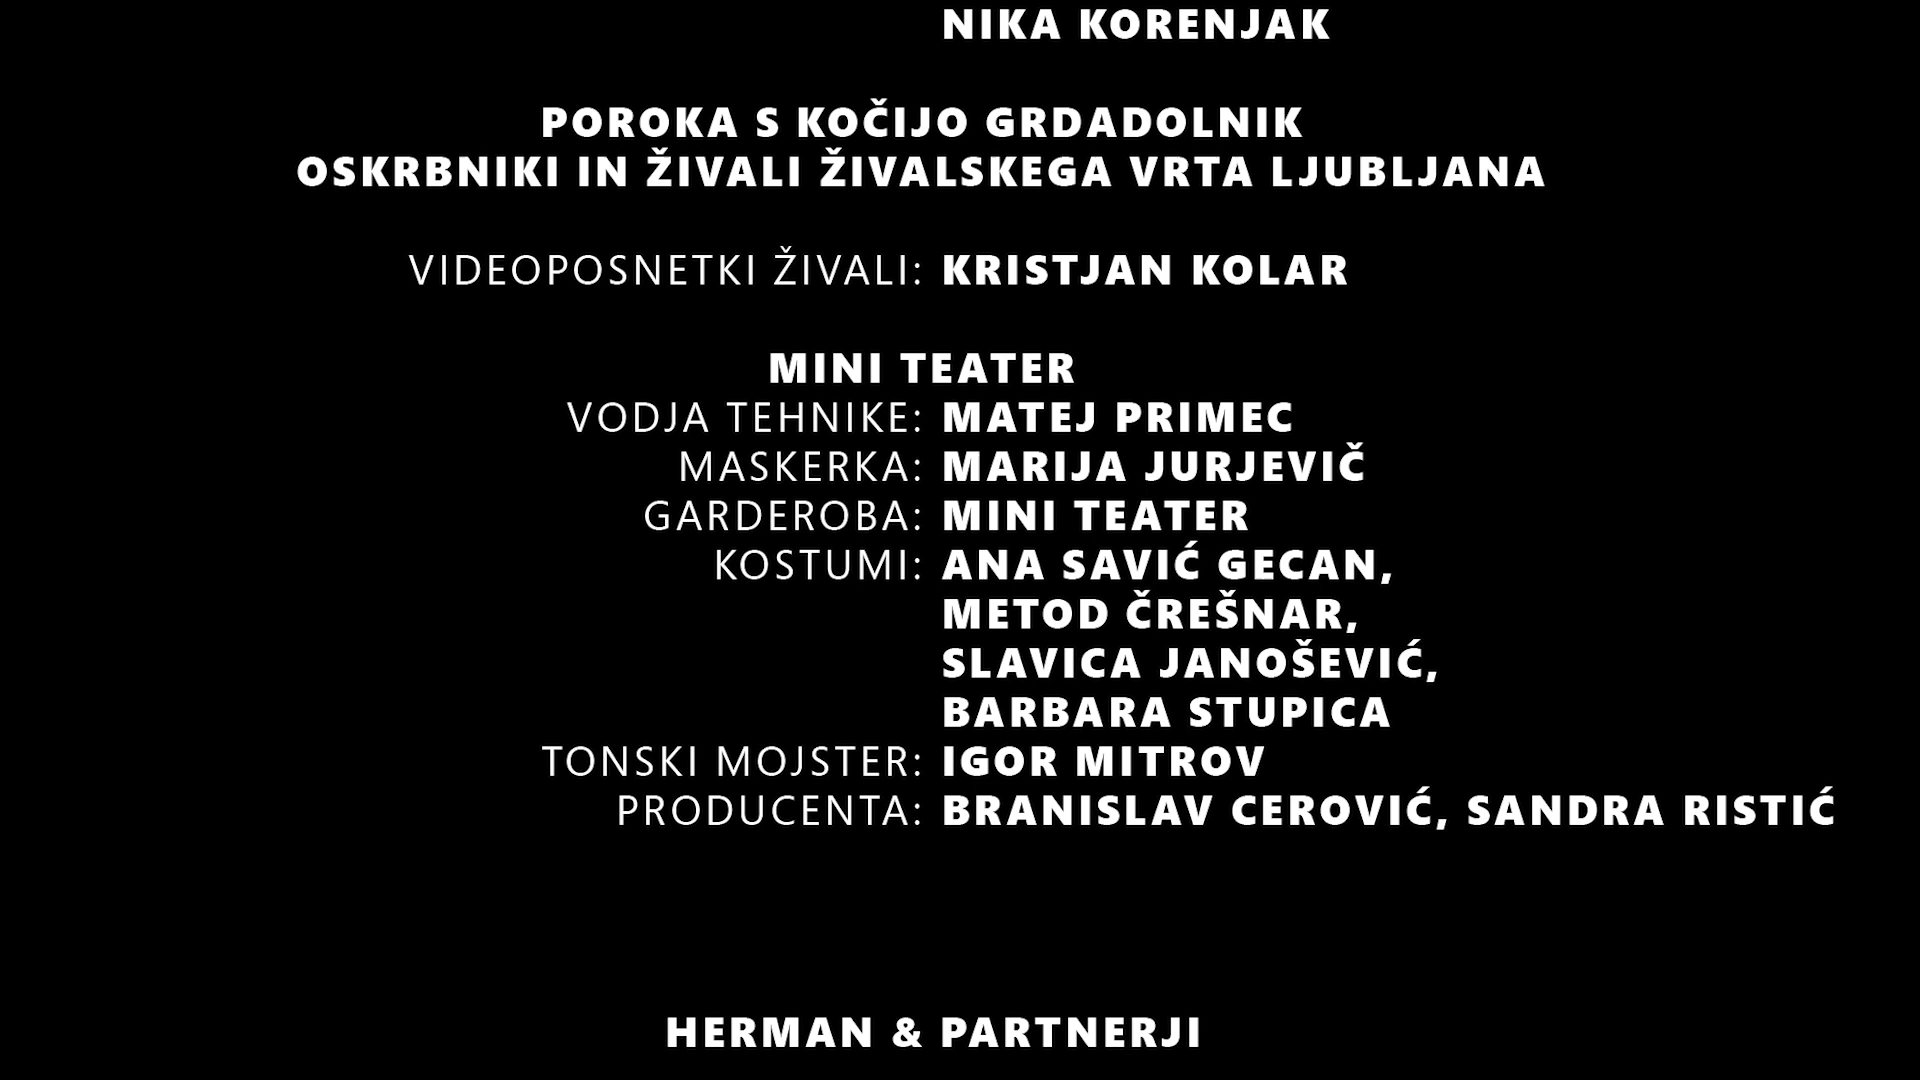 NIKA KORENJAK
POROKA S KOČIJO GRDADOLNIK
OSKRBNIKI IN ŽIVALI ŽIVALSKEGA VRTA LJUBLJANA
VIDEOPOSNETKI ŽIVALI: KRISTJAN KOLAR
MINI TEATER
VODJA TEHNIKE: MATEJ PRIMEC
MASKERKA: MARIJA JURJEVIČ
GARDEROBA: MINI TEATER
KOSTUMI: ANA SAVIĆ GECAN,
METOD ČREŠNAR,
SLAVICA JANOŠEVIĆ,
BARBARA STUPICA
TONSKI MOJSTER: IGOR MITROV
PRODUCENTA: BRANISLAV CEROVIĆ, SANDRA RISTIĆ
HERMAN & PARTNERJI